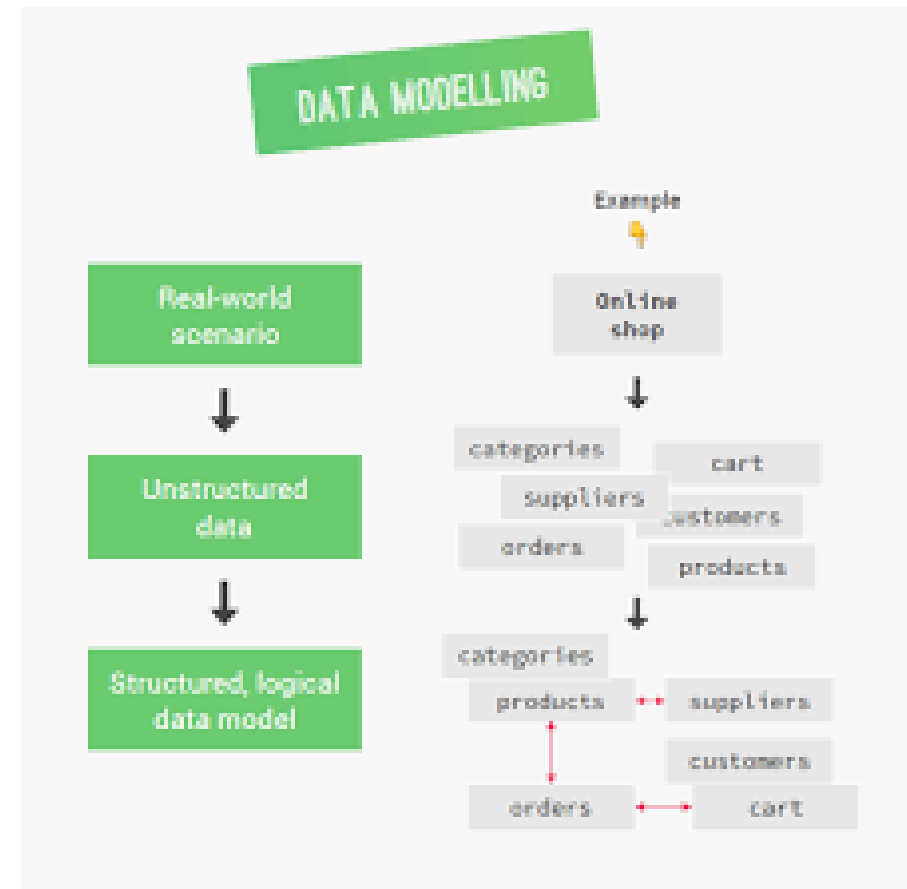 DATA MODELLING
Example
Real-world
scenario
Online
shop
Unstructured
data
categories
cart
suppliers
customers
orders
products
Structured, logical
data model
categories
products
suppliers
customers
orders
cart